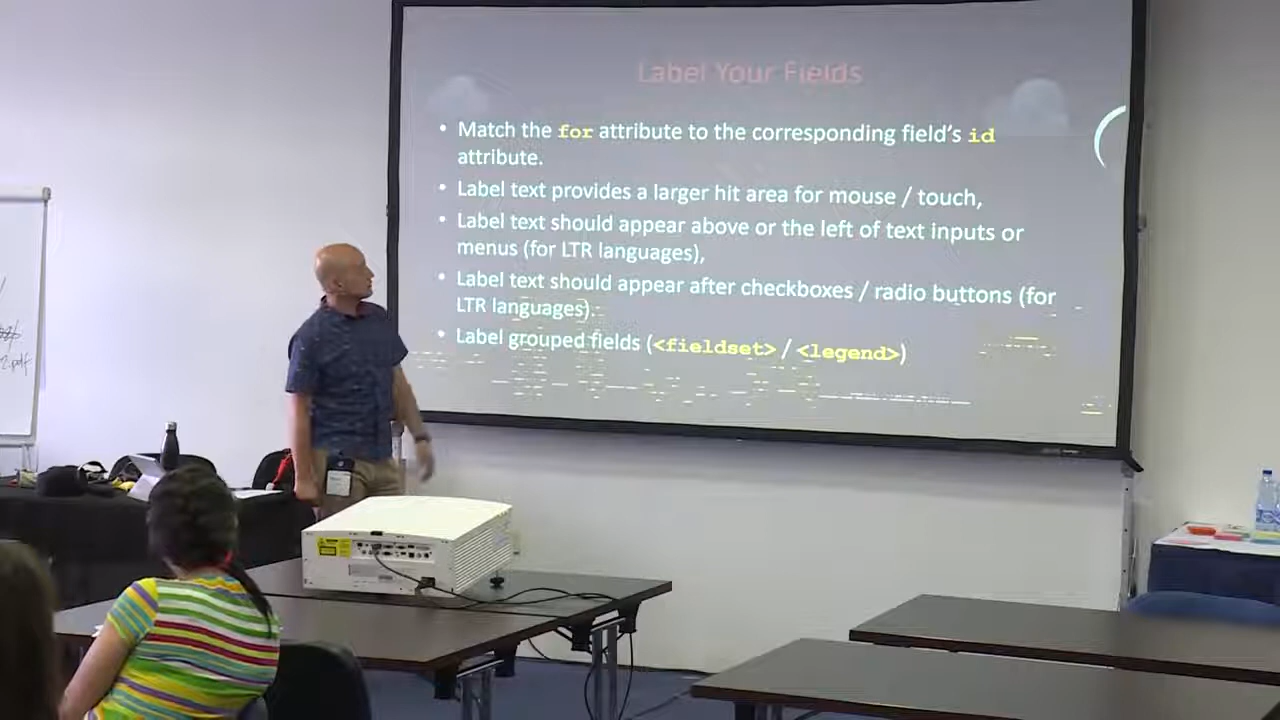 Label Your Fields
• Match the for attribute to the corresponding field's id
attribute.
• Label text provides a larger hit area for mouse / touch,
• Label text should appear above or the left of text inputs or
menus (for LTR languages),
• Label text should appear after checkboxes / radio buttons (for
LTR languages).
• Label grouped fields (<fieldset> / <legend>)
2.pdf